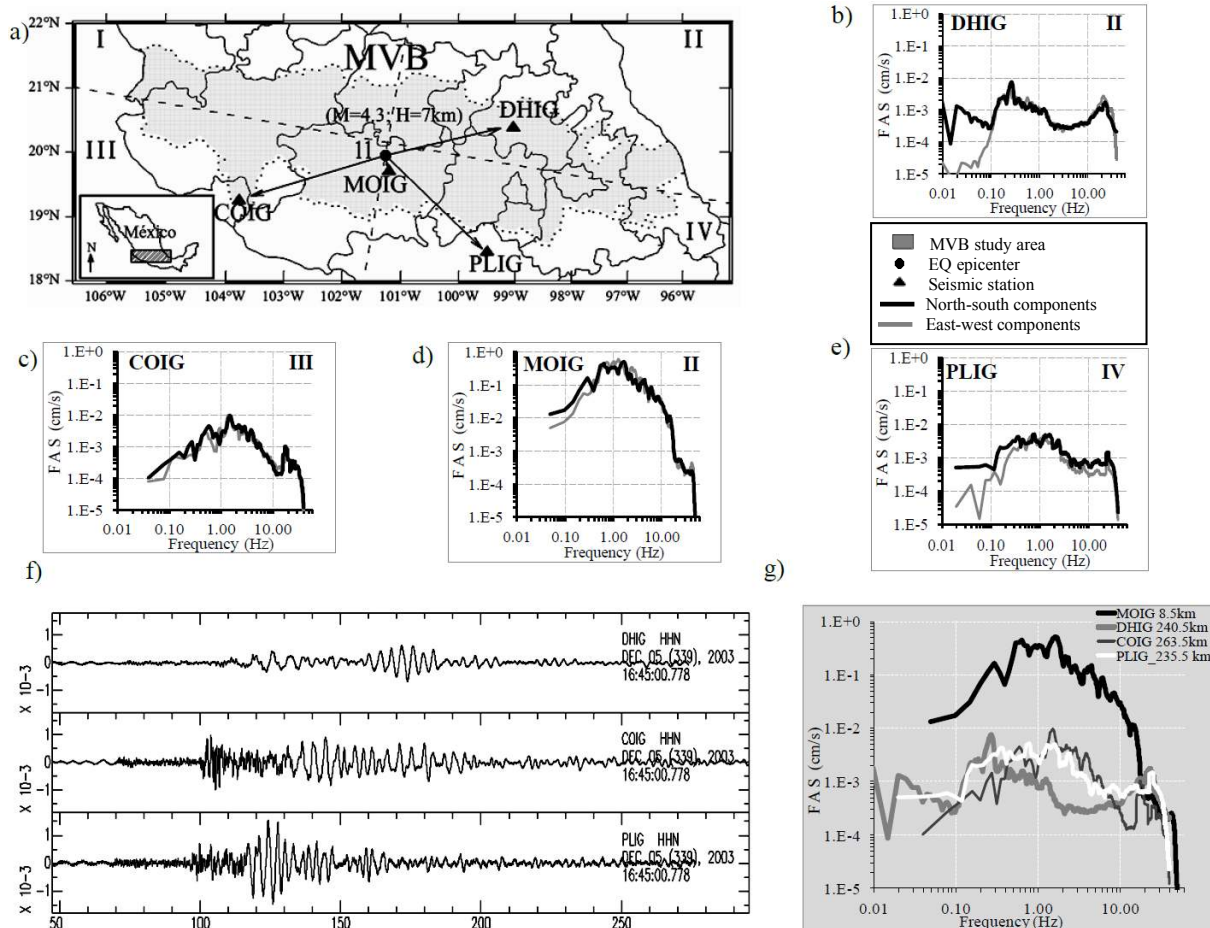 a)
22°N
21°N
20°N
19°N
18°N
I
II
III
IV
MVB
(M=4.3, H=7km)
DHIG
11
MOIG
COIG
PLIG
México
N
106°W 105°W 104°W 103°W 102°W 101°W 100°W 99°W 98°W 97°W 96°W
b)
DHIG II
F A S (cm/s)
1.E+0
1.E-1
1.E-2
1.E-3
1.E-4
1.E-5
0.01 0.10 1.00 10.00
Frequency (Hz)
MVB study area
EQ epicenter
Seismic station
North-south components
East-west components
c)
COIG III
F A S (cm/s)
1.E+0
1.E-1
1.E-2
1.E-3
1.E-4
1.E-5
0.01 0.10 1.00 10.00
Frequency (Hz)
d)
MOIG II
F A S (cm/s)
1.E+0
1.E-1
1.E-2
1.E-3
1.E-4
1.E-5
0.01 0.10 1.00 10.00
Frequency (Hz)
e)
PLIG IV
F A S (cm/s)
1.E+0
1.E-1
1.E-2
1.E-3
1.E-4
1.E-5
0.01 0.10 1.00 10.00
Frequency (Hz)
f)
X 10-3
1
0
-1
DHIG HHN
DEC 05 (339), 2003
16:45:00.778
X 10-3
1
0
-1
COIG HHN
DEC 05 (339), 2003
16:45:00.778
X 10-3
1
0
-1
PLIG HHN
DEC 05 (339), 2003
16:45:00.778
50 100 150 200 250
g)
MOIG 8.5km
DHIG 240.5km
COIG 263.5km
PLIG_235.5 km
F A S (cm/s)
1.E+0
1.E-1
1.E-2
1.E-3
1.E-4
1.E-5
0.01 0.10 1.00 10.00
Frequency (Hz)